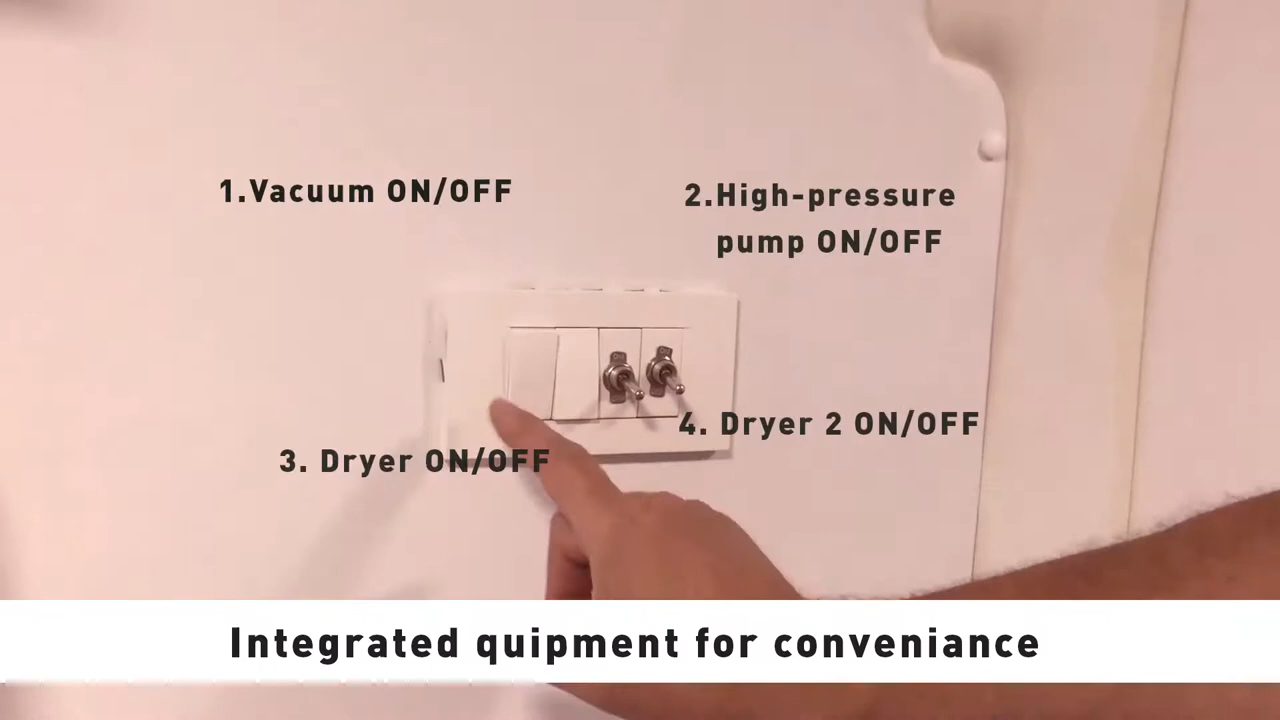 1.Vacuum ON/OFF
2.High-pressure
pump ON/OFF
3. Dryer ON/OFF
4. Dryer 2 ON/OFF
Integrated quipment for conveniance